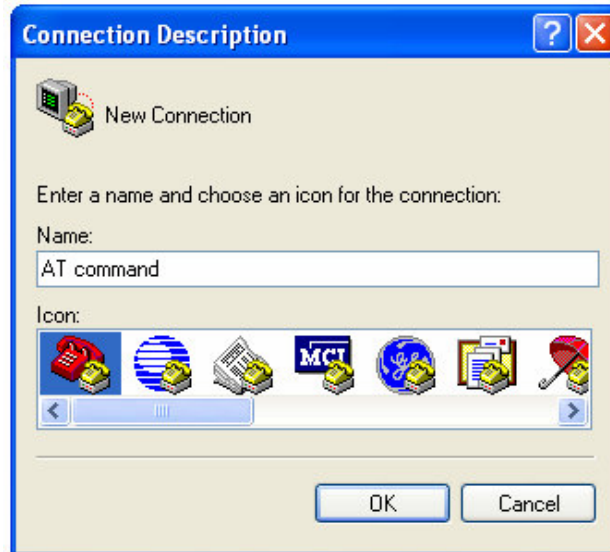 Connection Description
New Connection
Enter a name and choose an icon for the connection:
Name:
AT command
Icon:
MCI
OK
Cancel